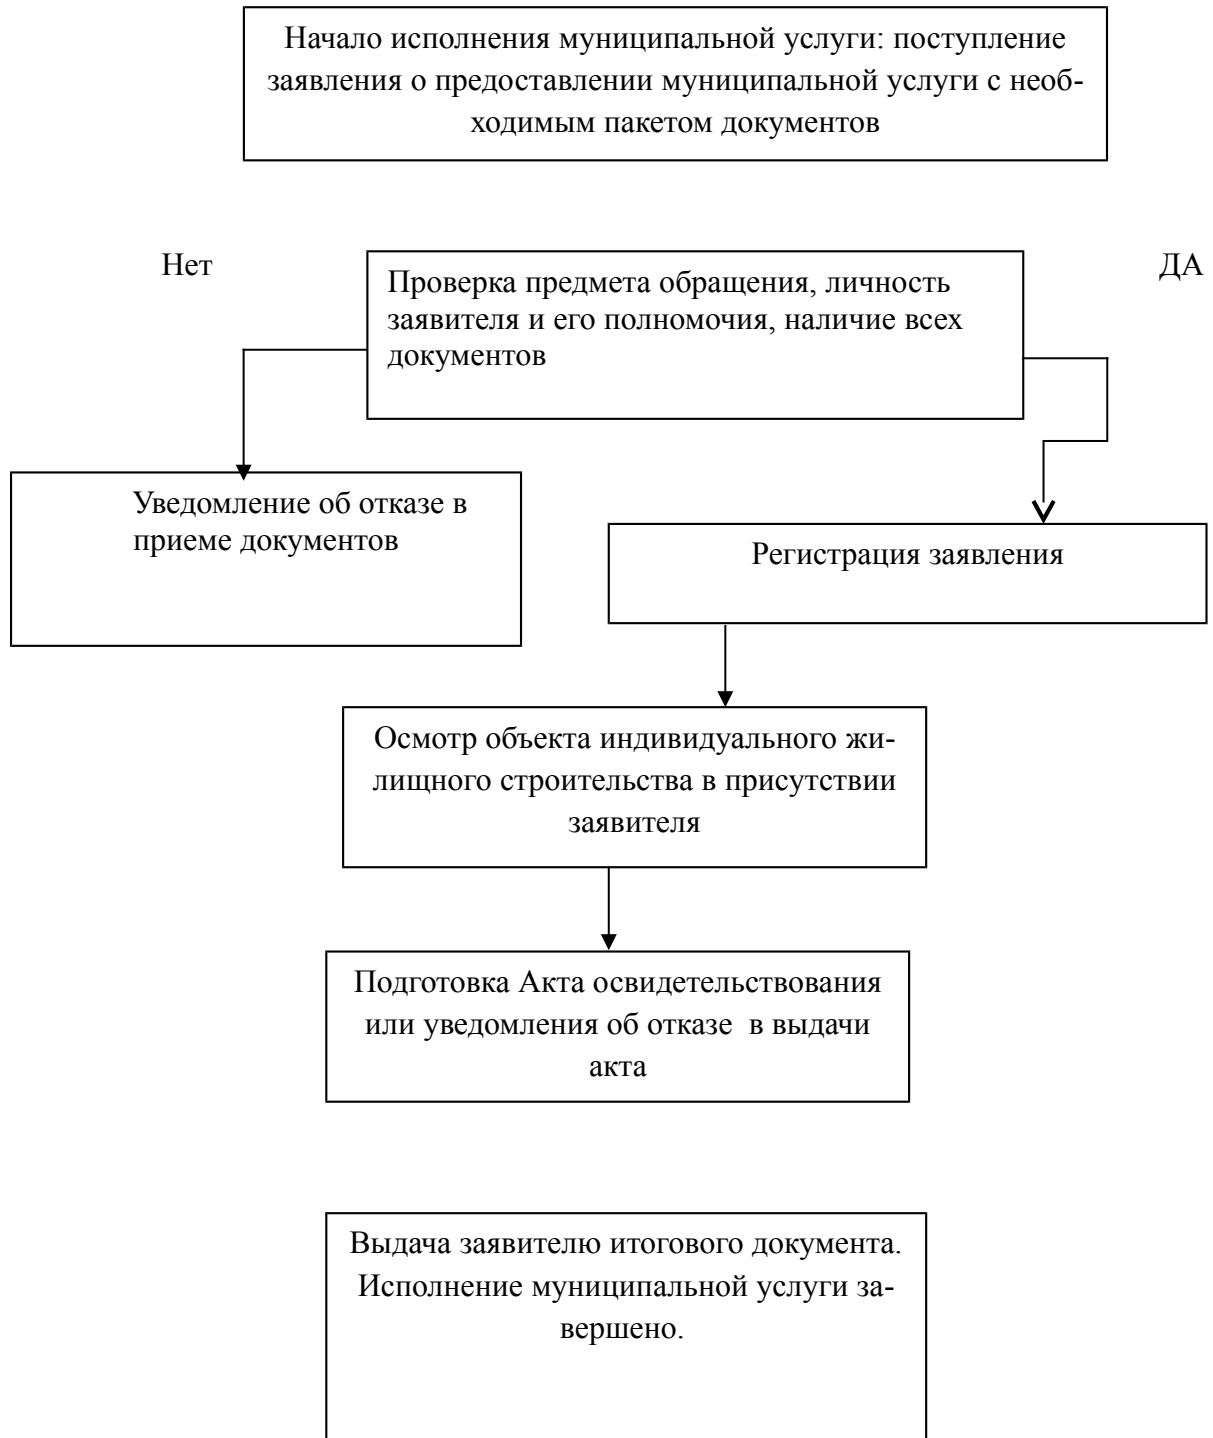 Начало исполнения муниципальной услуги: поступление
заявления о предоставлении муниципальной услуги с необ-
ходимым пакетом документов
Нет
ДА
Проверка предмета обращения, личность
заявителя и его полномочия, наличие всех
документов
Уведомление об отказе в
приеме документов
Регистрация заявления
Осмотр объекта индивидуального жи-
лищного строительства в присутствии
заявителя
Подготовка Акта освидетельствования
или уведомления об отказе  в выдачи
акта
Выдача заявителю итогового документа.
Исполнение муниципальной услуги за-
вершено.